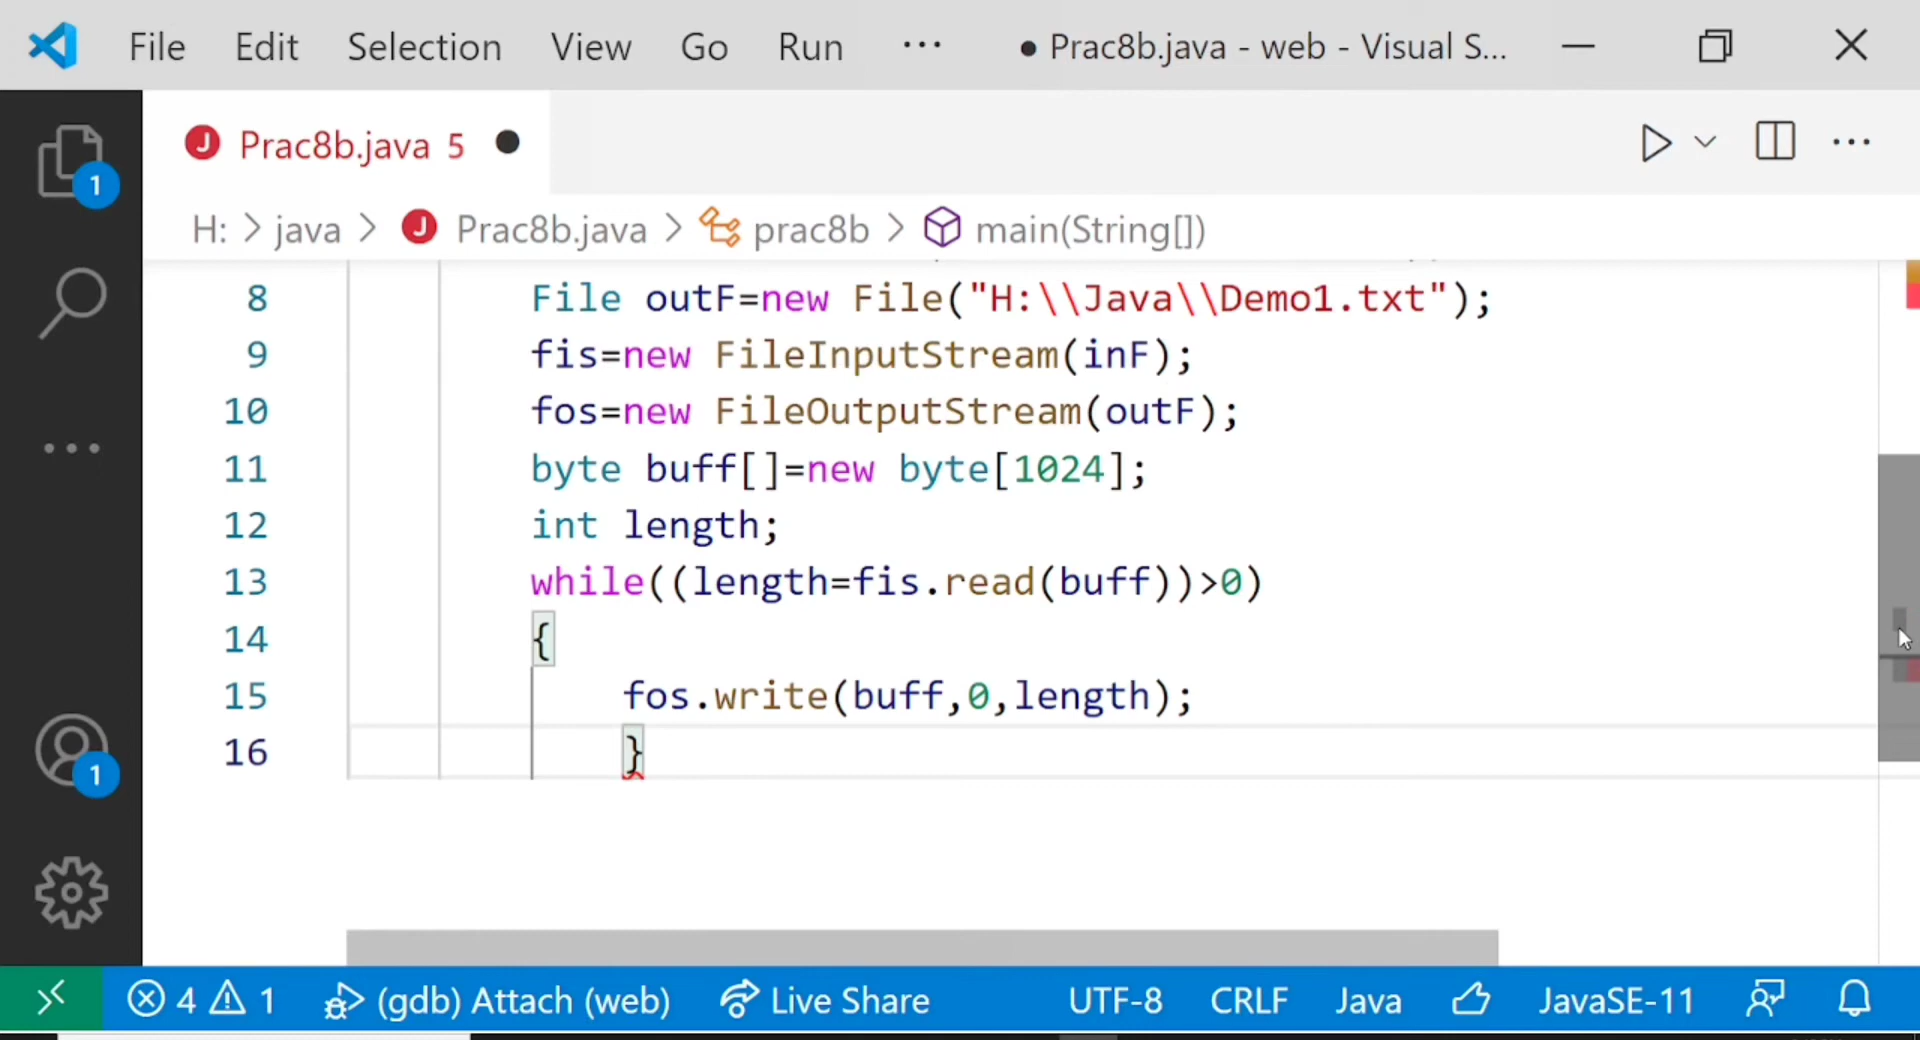 File Edit Selection View Go Run ··· ● Prac8b.java - web - Visual S...
J Prac8b.java 5 ●
H: > java > J Prac8b.java > prac8b > main(String[])
8 File outF=new File("H:\\Java\\Demo1.txt");
9 fis=new FileInputStream(inF);
10 fos=new FileOutputStream(outF);
11 byte buff[]=new byte[1024];
12 int length;
13 while((length=fis.read(buff))>0)
14 {
15 fos.write(buff,0,length);
16 }
1
1
4 1 (gdb) Attach (web) Live Share UTF-8 CRLF Java JavaSE-11